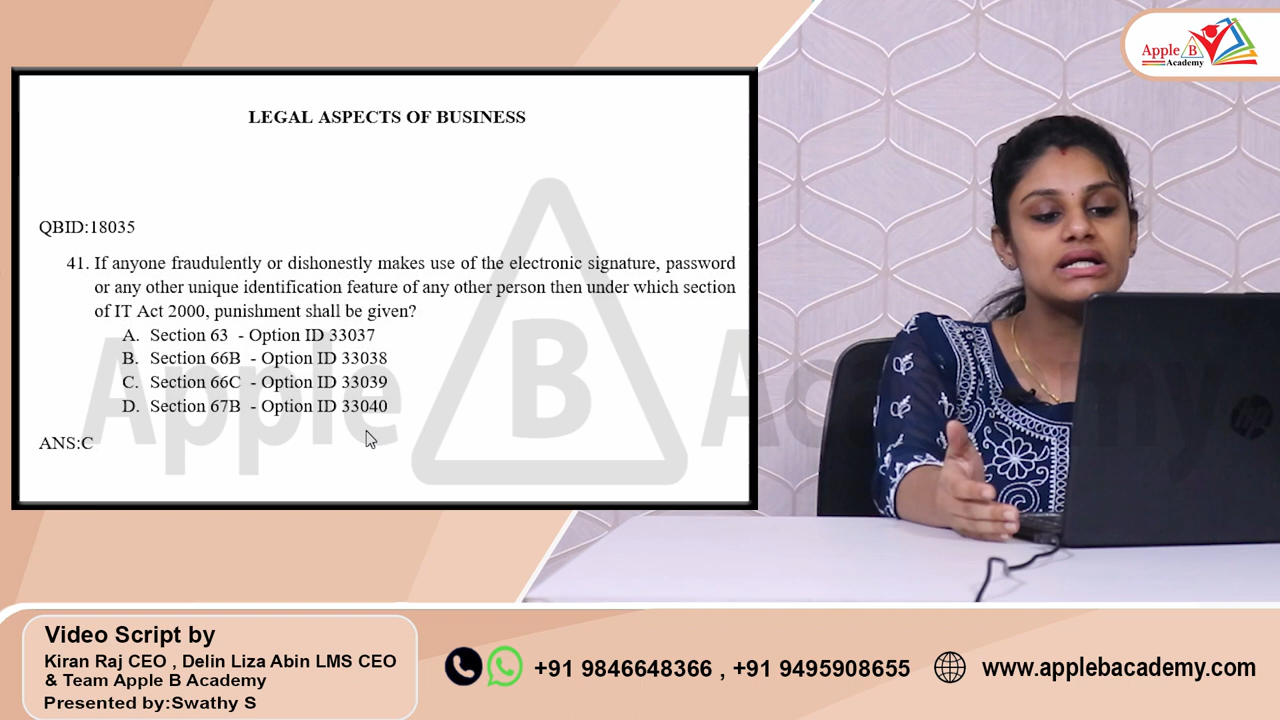 Apple B
Academy
LEGAL ASPECTS OF BUSINESS
QBID:18035
41. If anyone fraudulently or dishonestly makes use of the electronic signature, password
or any other unique identification feature of any other person then under which section
of IT Act 2000, punishment shall be given?
A. Section 63 - Option ID 33037
B. Section 66B - Option ID 33038
C. Section 66C - Option ID 33039
D. Section 67B - Option ID 33040
ANS:C
Apple B Academy
hp
Video Script by
Kiran Raj CEO , Delin Liza Abin LMS CEO
& Team Apple B Academy
Presented by:Swathy S
+91 9846648366 , +91 9495908655
www.applebacademy.com